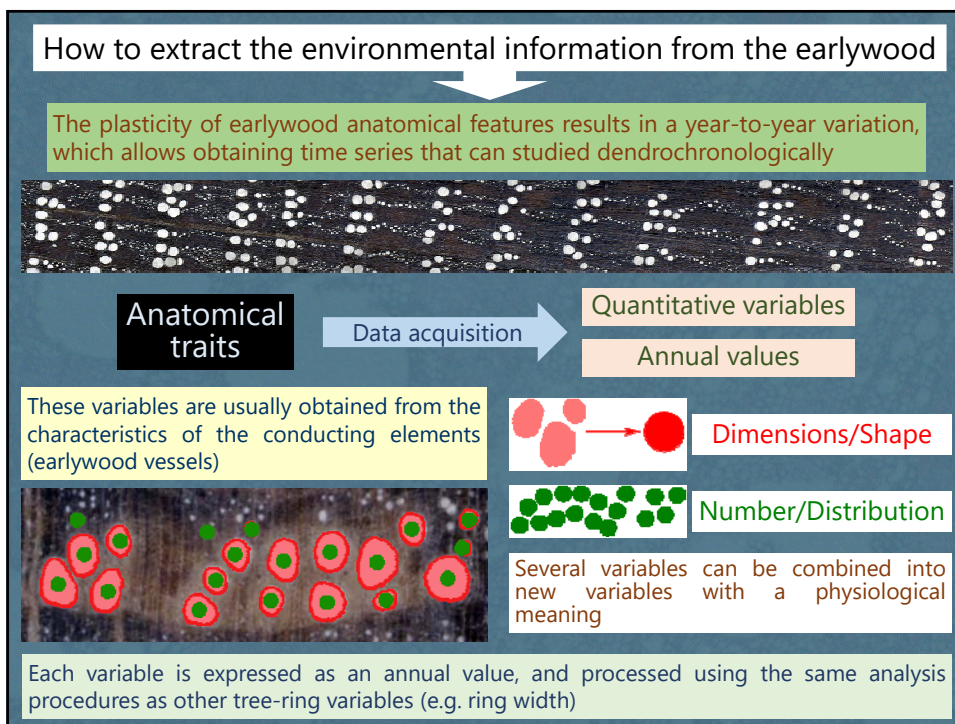 How to extract the environmental information from the earlywood
The plasticity of earlywood anatomical features results in a year-to-year variation,
which allows obtaining time series that can studied dendrochronologically
Anatomical
traits
Data acquisition
Quantitative variables
Annual values
These variables are usually obtained from the
characteristics of the conducting elements
(earlywood vessels)
Dimensions/Shape
Number/Distribution
Several variables can be combined into
new variables with a physiological
meaning
Each variable is expressed as an annual value, and processed using the same analysis
procedures as other tree-ring variables (e.g. ring width)